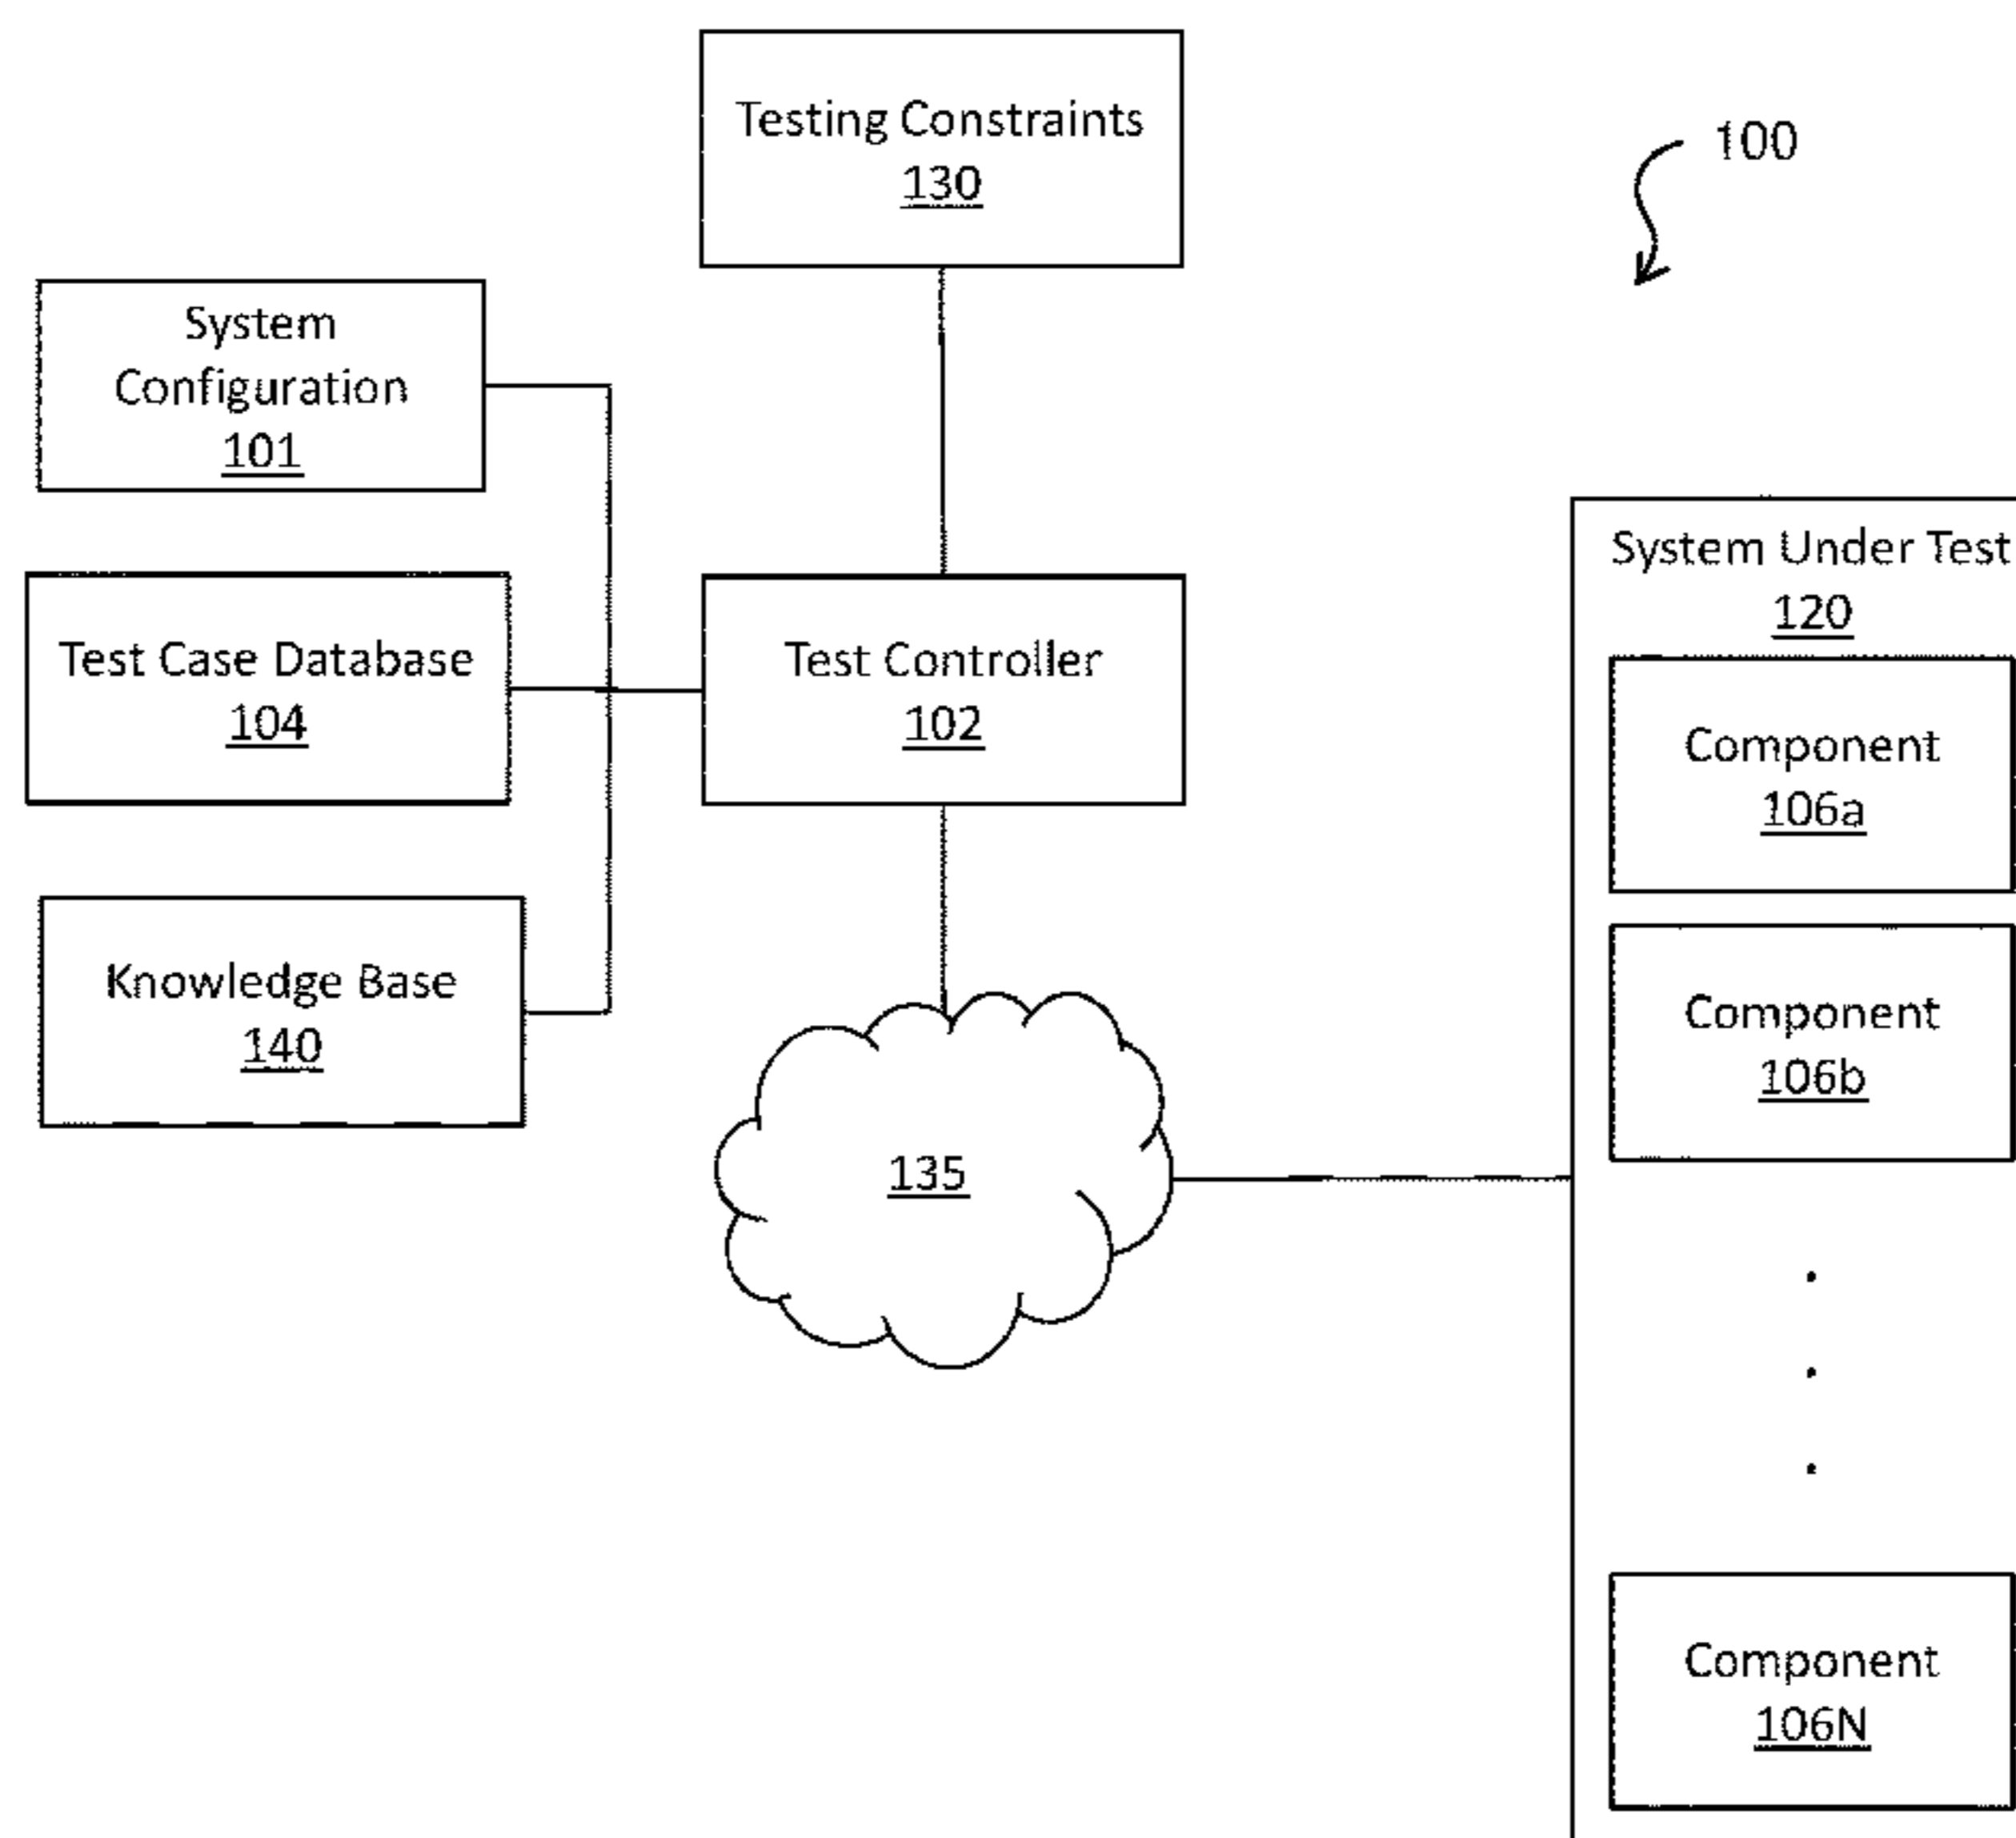 Testing Constraints
130
100
System
Configuration
101
Test Case Database
104
Test Controller
102
Knowledge Base
140
135
System Under Test
120
Component
106a
Component
106b
Component
106N